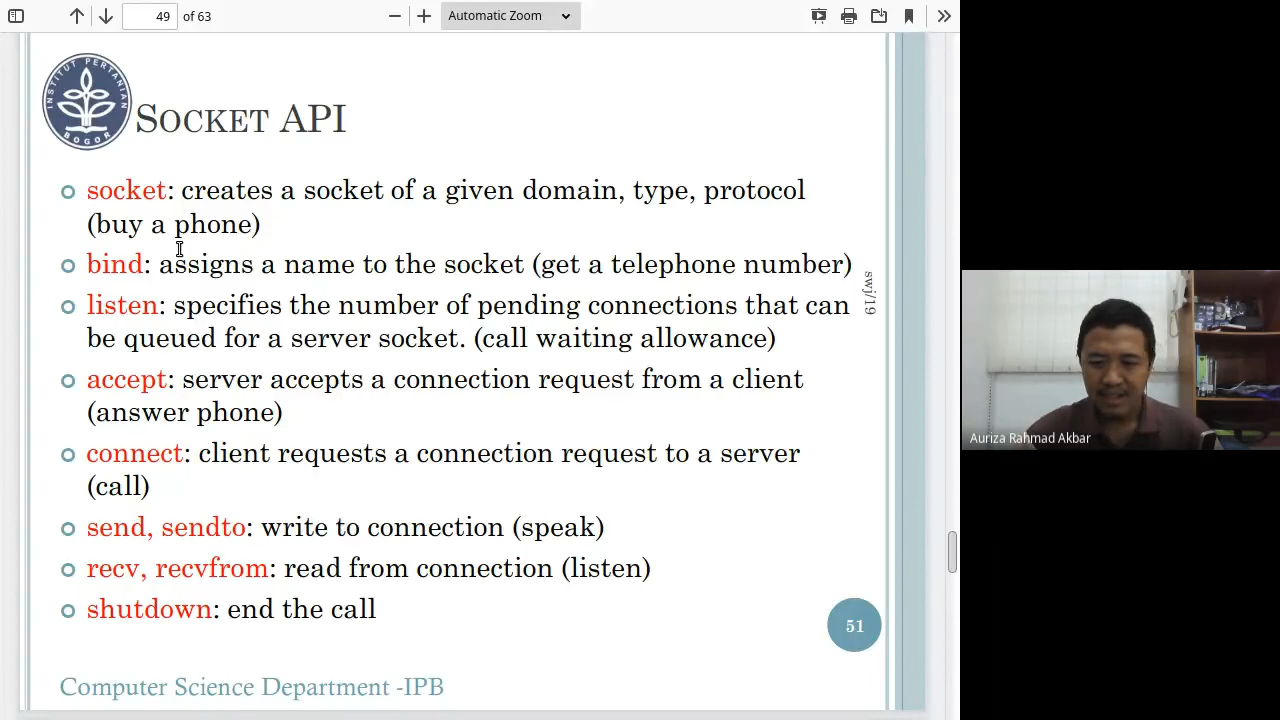 49 of 63
Automatic Zoom
INSTITUT PERTANIAN
BOGOR
SOCKET API
socket: creates a socket of a given domain, type, protocol
(buy a phone)
bind: assigns a name to the socket (get a telephone number)
listen: specifies the number of pending connections that can
be queued for a server socket. (call waiting allowance)
accept: server accepts a connection request from a client
(answer phone)
connect: client requests a connection request to a server
(call)
send, sendto: write to connection (speak)
recv, recvfrom: read from connection (listen)
shutdown: end the call
swj/19
51
Computer Science Department -IPB
Auriza Rahmad Akbar